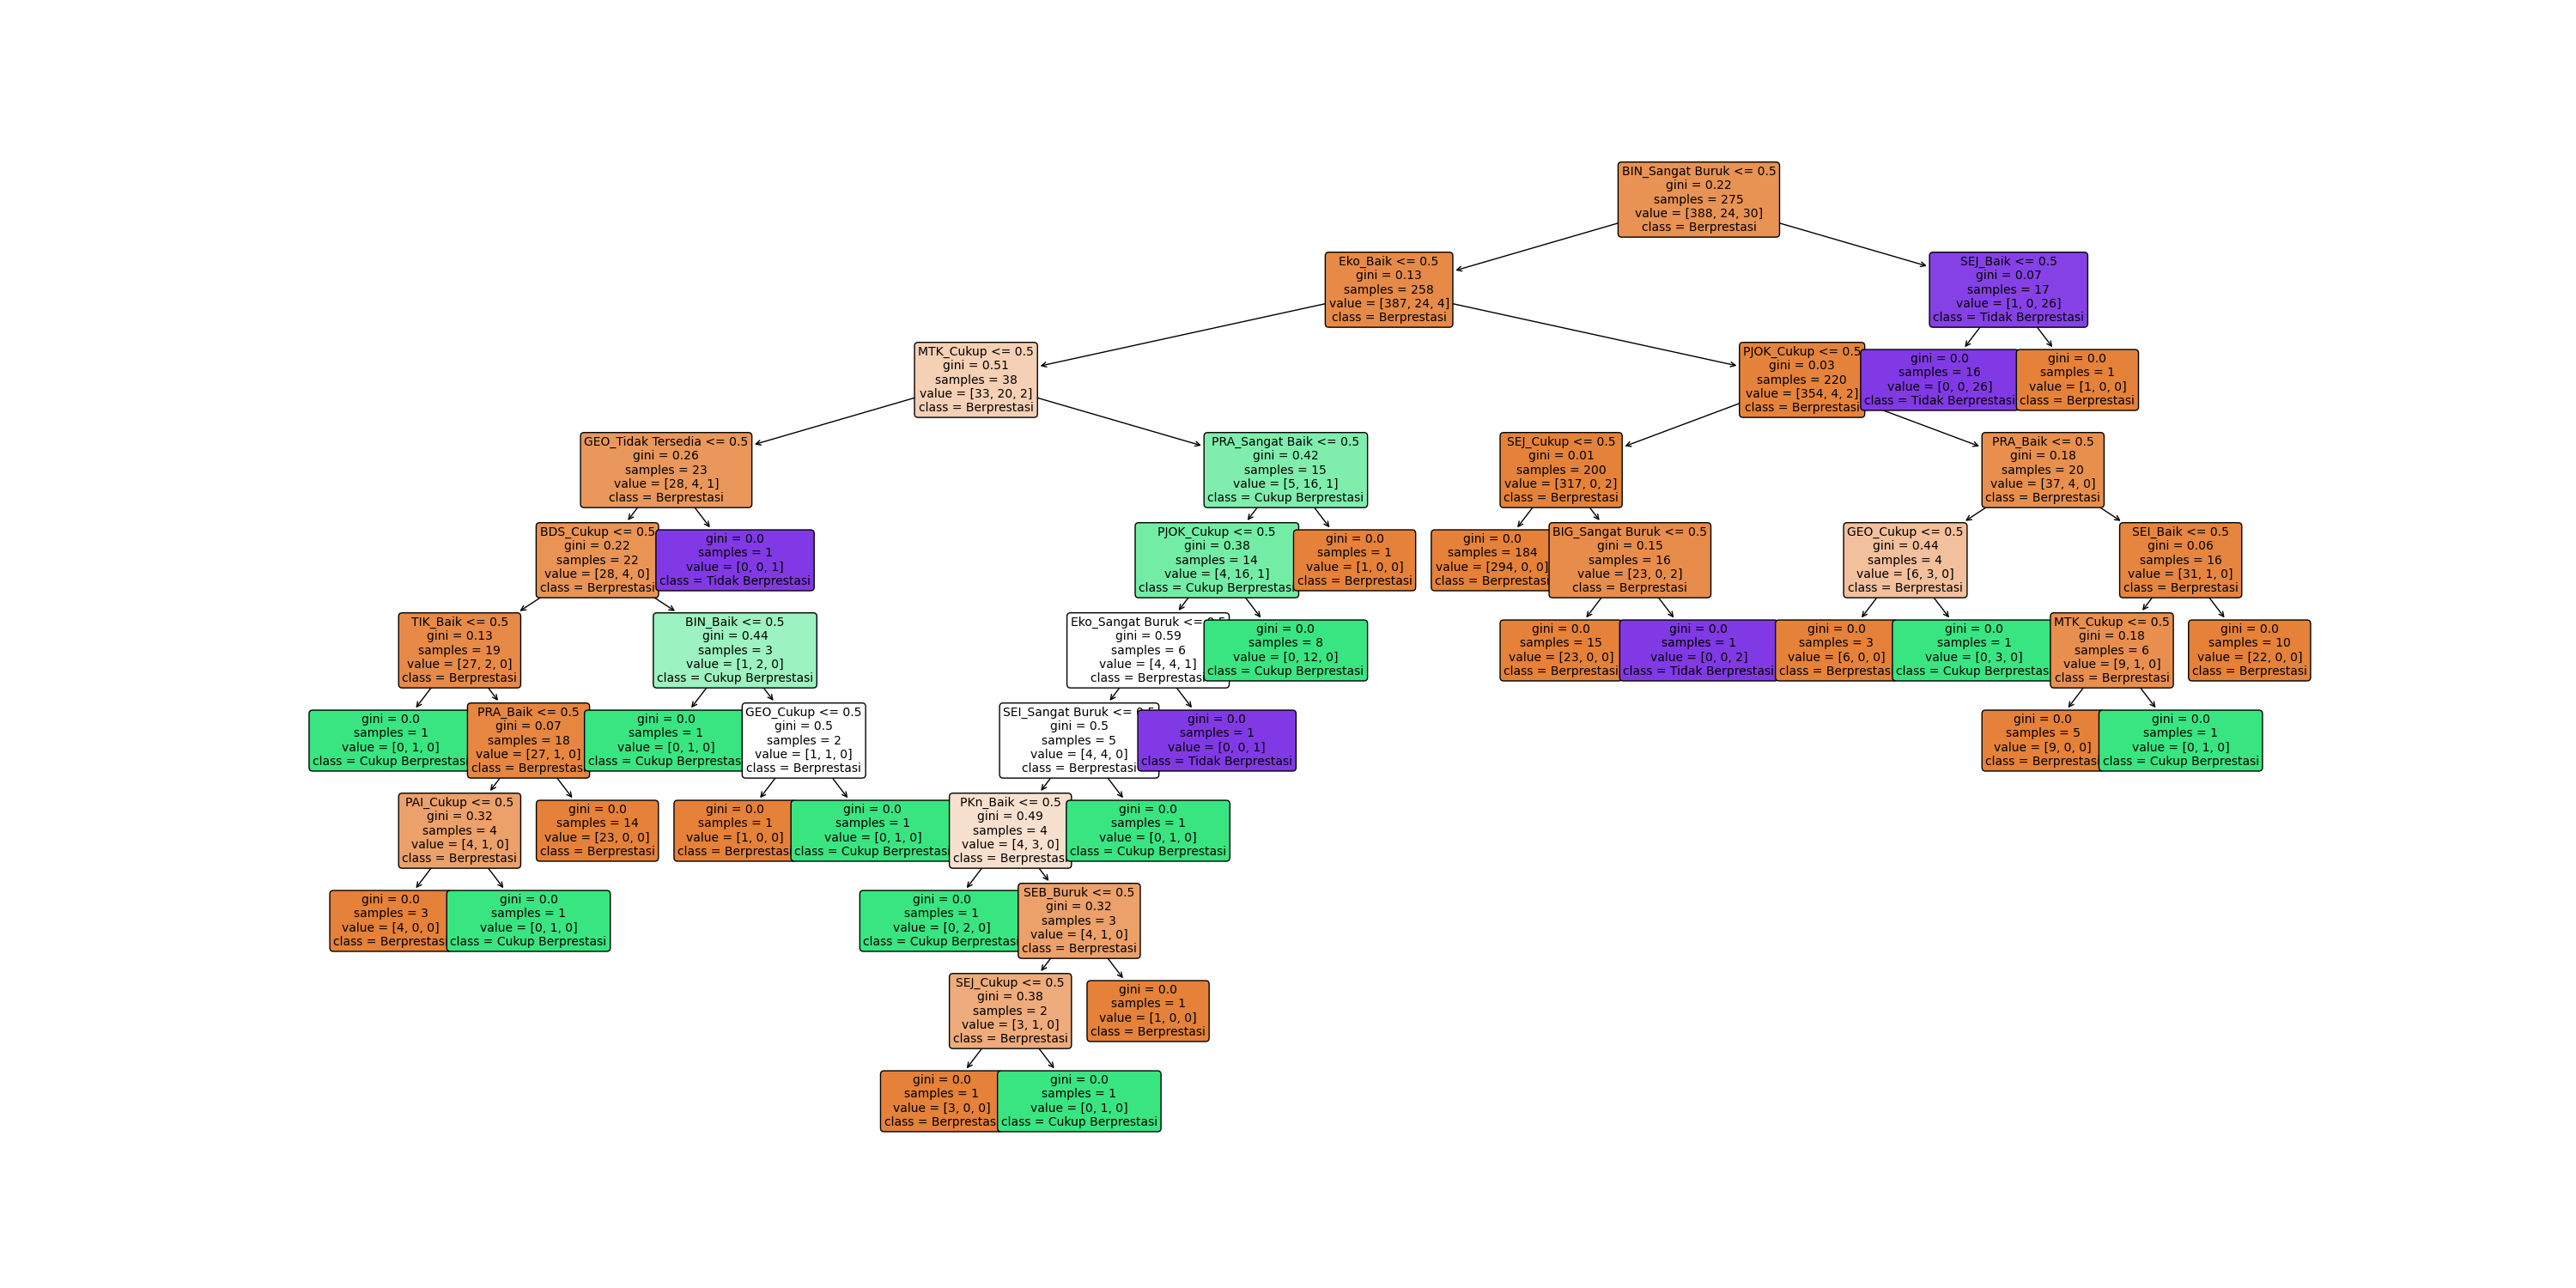 BIN_Sangat Buruk <= 0.5
gini = 0.22
samples = 275
value = [388, 24, 30]
class = Berprestasi
Eko_Baik <= 0.5
gini = 0.13
samples = 258
value = [387, 24, 4]
class = Berprestasi
SEJ_Baik <= 0.5
gini = 0.07
samples = 17
value = [1, 0, 26]
class = Tidak Berprestasi
MTK_Cukup <= 0.5
gini = 0.51
samples = 38
value = [33, 20, 2]
class = Berprestasi
PJOK_Cukup <= 0.5
gini = 0.03
samples = 220
value = [354, 4, 2]
class = Berprestasi
gini = 0.0
samples = 16
value = [0, 0, 26]
class = Tidak Berprestasi
gini = 0.0
samples = 1
value = [1, 0, 0]
class = Berprestasi
GEO_Tidak Tersedia <= 0.5
gini = 0.26
samples = 23
value = [28, 4, 1]
class = Berprestasi
PRA_Sangat Baik <= 0.5
gini = 0.42
samples = 15
value = [5, 16, 1]
class = Cukup Berprestasi
SEJ_Cukup <= 0.5
gini = 0.01
samples = 200
value = [317, 0, 2]
class = Berprestasi
PRA_Baik <= 0.5
gini = 0.18
samples = 20
value = [37, 4, 0]
class = Berprestasi
BDS_Cukup <= 0.5
gini = 0.22
samples = 22
value = [28, 4, 0]
class = Berprestasi
gini = 0.0
samples = 1
value = [0, 0, 1]
class = Tidak Berprestasi
PJOK_Cukup <= 0.5
gini = 0.38
samples = 14
value = [4, 16, 1]
class = Cukup Berprestasi
gini = 0.0
samples = 1
value = [1, 0, 0]
class = Berprestasi
gini = 0.0
samples = 184
value = [294, 0, 0]
class = Berprestasi
BIG_Sangat Buruk <= 0.5
gini = 0.15
samples = 16
value = [23, 0, 2]
class = Berprestasi
GEO_Cukup <= 0.5
gini = 0.44
samples = 4
value = [6, 3, 0]
class = Berprestasi
SEI_Baik <= 0.5
gini = 0.06
samples = 16
value = [31, 1, 0]
class = Berprestasi
TIK_Baik <= 0.5
gini = 0.13
samples = 19
value = [27, 2, 0]
class = Berprestasi
BIN_Baik <= 0.5
gini = 0.44
samples = 3
value = [1, 2, 0]
class = Cukup Berprestasi
Eko_Sangat Buruk <=
gini = 0.59
samples = 6
value = [4, 4, 1]
class = Berprestasi
gini = 0.0
samples = 8
value = [0, 12, 0]
class = Cukup Berprestasi
gini = 0.0
samples = 15
value = [23, 0, 0]
class = Berprestasi
gini = 0.0
samples = 1
value = [0, 0, 2]
class = Tidak Berprestasi
gini = 0.0
samples = 3
value = [6, 0, 0]
class = Berprestasi
gini = 0.0
samples = 1
value = [0, 3, 0]
class = Cukup Berprestasi
MTK_Cukup <= 0.5
gini = 0.18
samples = 6
value = [9, 1, 0]
class = Berprestasi
gini = 0.0
samples = 10
value = [22, 0, 0]
class = Berprestasi
gini = 0.0
samples = 1
value = [0, 1, 0]
class = Cukup Berprestasi
PRA_Baik <= 0.5
gini = 0.07
samples = 18
value = [27, 1, 0]
class = Berprestasi
gini = 0.0
samples = 1
value = [0, 1, 0]
class = Cukup Berprestasi
GEO_Cukup <= 0.5
gini = 0.5
samples = 2
value = [1, 1, 0]
class = Berprestasi
SEI_Sangat Buruk <=
gini = 0.5
samples = 5
value = [4, 4, 0]
class = Berprestasi
gini = 0.0
samples = 1
value = [0, 0, 1]
class = Tidak Berprestasi
gini = 0.0
samples = 5
value = [9, 0, 0]
class = Berprestasi
gini = 0.0
samples = 1
value = [0, 1, 0]
class = Cukup Berprestasi
PAI_Cukup <= 0.5
gini = 0.32
samples = 4
value = [4, 1, 0]
class = Berprestasi
gini = 0.0
samples = 14
value = [23, 0, 0]
class = Berprestasi
gini = 0.0
samples = 1
value = [1, 0, 0]
class = Berprestasi
gini = 0.0
samples = 1
value = [0, 1, 0]
class = Cukup Berprestasi
PKn_Baik <= 0.5
gini = 0.49
samples = 4
value = [4, 3, 0]
class = Berprestasi
gini = 0.0
samples = 1
value = [0, 1, 0]
class = Cukup Berprestasi
gini = 0.0
samples = 3
value = [4, 0, 0]
class = Berprestasi
gini = 0.0
samples = 1
value = [0, 1, 0]
class = Cukup Berprestasi
gini = 0.0
samples = 1
value = [0, 2, 0]
class = Cukup Berprestasi
SEB_Buruk <= 0.5
gini = 0.32
samples = 3
value = [4, 1, 0]
class = Berprestasi
SEJ_Cukup <= 0.5
gini = 0.38
samples = 2
value = [3, 1, 0]
class = Berprestasi
gini = 0.0
samples = 1
value = [1, 0, 0]
class = Berprestasi
gini = 0.0
samples = 1
value = [3, 0, 0]
class = Berprestasi
gini = 0.0
samples = 1
value = [0, 1, 0]
class = Cukup Berprestasi